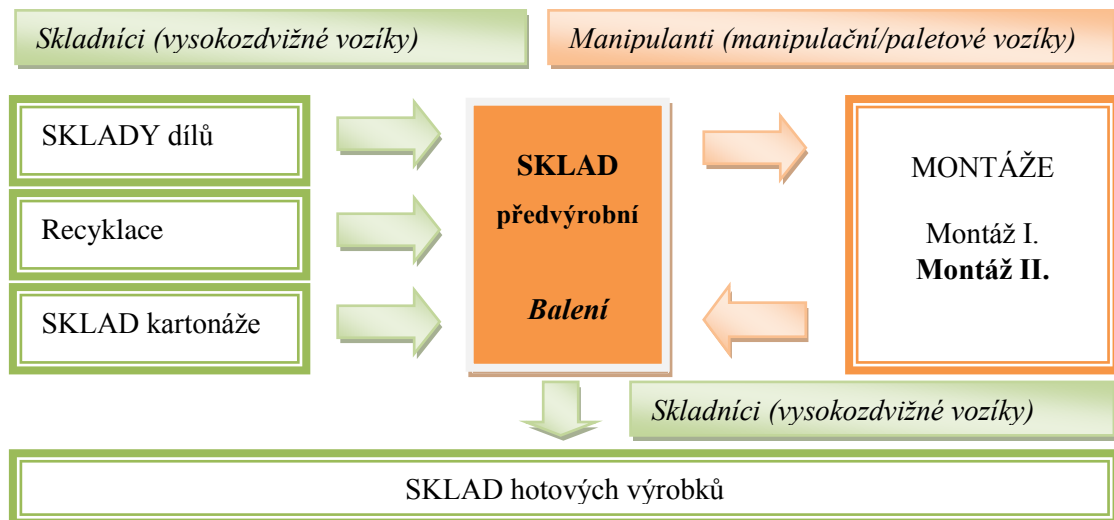 Skladníci (vysokozdvižné vozíky)
Manipulanti (manipulační/paletové vozíky)
SKLADY dílů
Recyklace
SKLAD kartonáže
SKLAD
předvýrobní
Balení
MONTÁŽE
Montáž I.
Montáž II.
Skladníci (vysokozdvižné vozíky)
SKLAD hotových výrobků